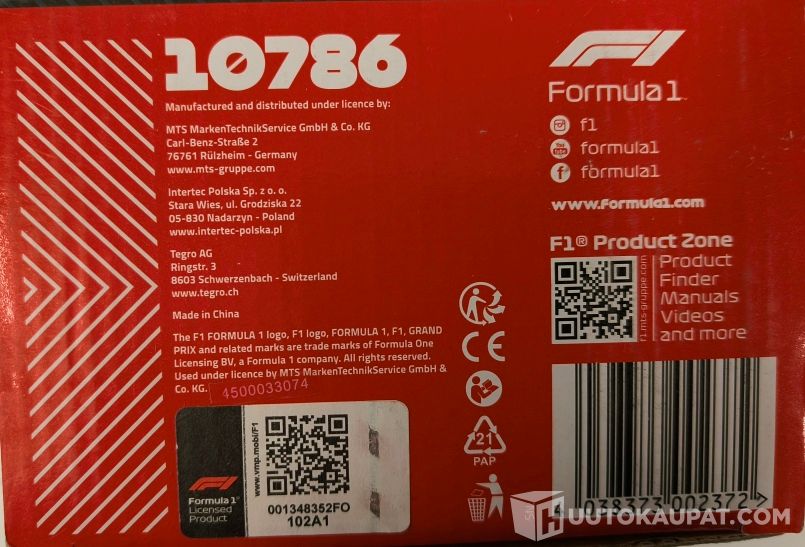 10786
Manufactured and distributed under licence by:
MTS MarkenTechnikService GmbH & Co. KG
Carl-Benz-Straße 2
76761 Rülzheim - Germany
www.mts-gruppe.com
Intertec Polska Sp. z o. o.
Stara Wies, ul. Grodziska 22
05-830 Nadarzyn - Poland
www.intertec-polska.pl
Tegro AG
Ringstr. 3
8603 Schwerzenbach - Switzerland
www.tegro.ch
Made in China
The F1 FORMULA 1 logo, F1 logo, FORMULA 1, F1, GRAND
PRIX and related marks are trade marks of Formula One
Licensing BV, a Formula 1 company. All rights reserved.
Used under licence by MTS MarkenTechnikService GmbH &
Co. KG.
4500033074
F1
Formula 1®
Licensed
Product
www.vmp.mobi/F1
001348352FO
102A1
CE
21
PAP
F1
Formula 1
f1
You
Tube
formula1
f
formula1
www.formula1.com
F1® Product Zone
f1.mts-gruppe.com
Product
Finder
Manuals
Videos
and more
4 038373 002372 >
HUUTOKAUPAT.COM